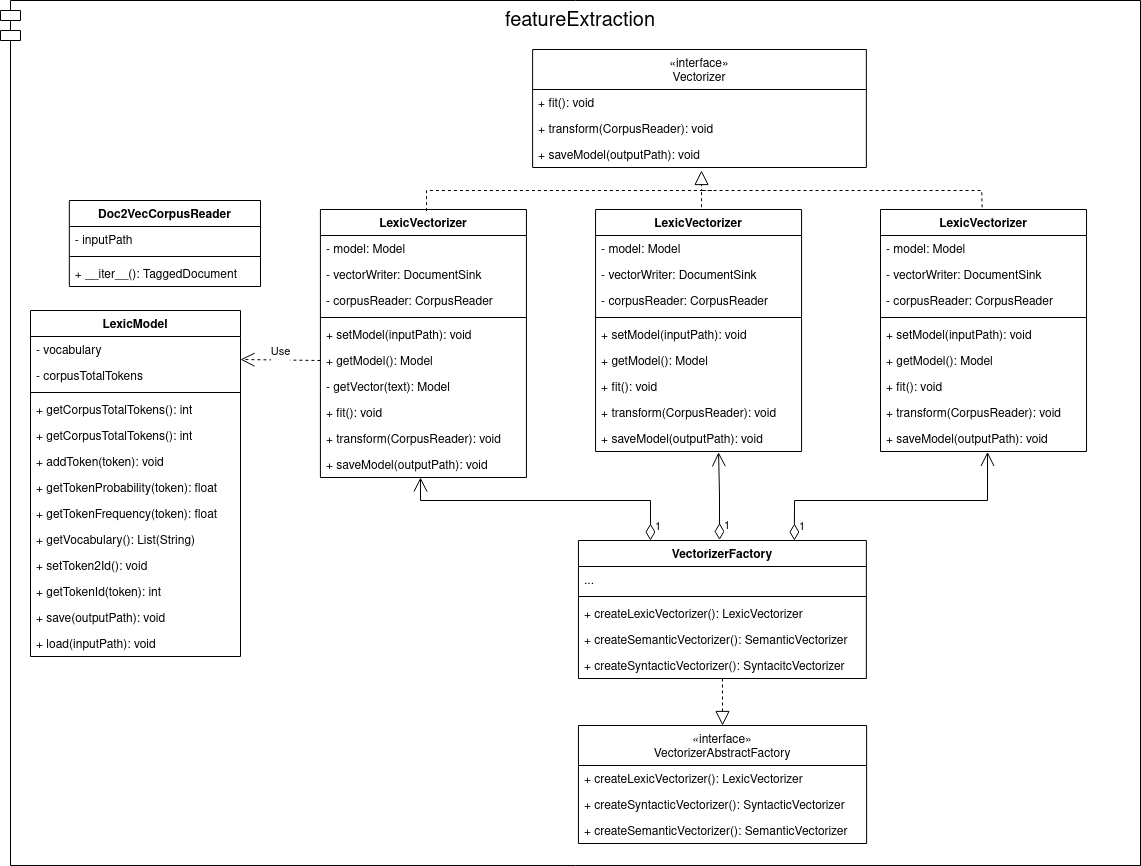 featureExtraction
«interface»
Vectorizer
+ fit(): void
+ transform(CorpusReader): void
+ saveModel(outputPath): void
Doc2VecCorpusReader
- inputPath
+ __iter__(): TaggedDocument
LexicModel
- vocabulary
- corpusTotalTokens
+ getCorpusTotalTokens(): int
+ getCorpusTotalTokens(): int
+ addToken(token): void
+ getTokenProbability(token): float
+ getTokenFrequency(token): float
+ getVocabulary(): List(String)
+ setToken2Id(): void
+ getTokenId(token): int
+ save(outputPath): void
+ load(inputPath): void
Use
LexicVectorizer
- model: Model
- vectorWriter: DocumentSink
- corpusReader: CorpusReader
+ setModel(inputPath): void
+ getModel(): Model
- getVector(text): Model
+ fit(): void
+ transform(CorpusReader): void
+ saveModel(outputPath): void
LexicVectorizer
- model: Model
- vectorWriter: DocumentSink
- corpusReader: CorpusReader
+ setModel(inputPath): void
+ getModel(): Model
+ fit(): void
+ transform(CorpusReader): void
+ saveModel(outputPath): void
LexicVectorizer
- model: Model
- vectorWriter: DocumentSink
- corpusReader: CorpusReader
+ setModel(inputPath): void
+ getModel(): Model
+ fit(): void
+ transform(CorpusReader): void
+ saveModel(outputPath): void
1
1
1
VectorizerFactory
...
+ createLexicVectorizer(): LexicVectorizer
+ createSemanticVectorizer(): SemanticVectorizer
+ createSyntacticVectorizer(): SyntacitcVectorizer
«interface»
VectorizerAbstractFactory
+ createLexicVectorizer(): LexicVectorizer
+ createSyntacticVectorizer(): SyntacticVectorizer
+ createSemanticVectorizer(): SemanticVectorizer